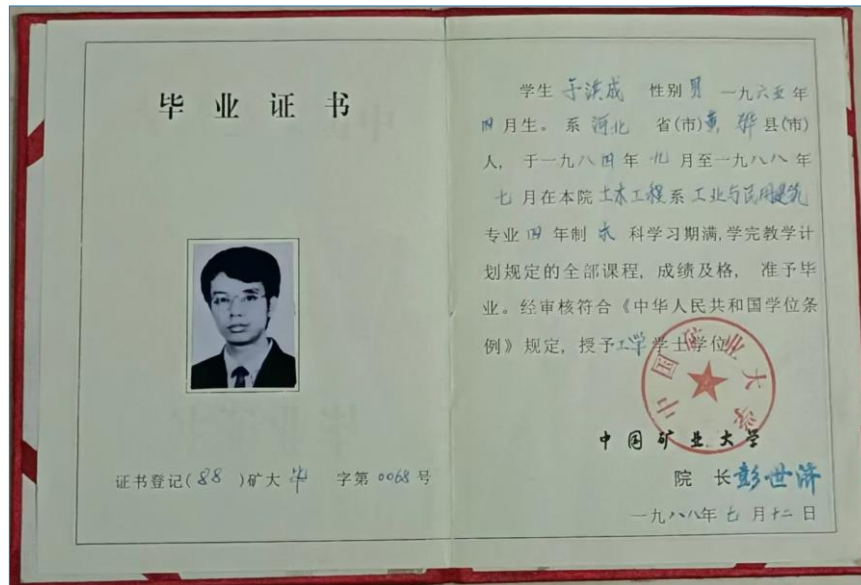 毕业证书
证书登记(88)矿大毕 字第0068号
学生 于洪成 性别 男 一九六五年
四月生。系 河北 省(市)黄骅县(市)
人, 于一九八四年 九 月至一九八八年
七月在本院土木工程系工业与民用建筑
专业四年制 本 科学习期满,学完教学计
划规定的全部课程, 成绩及格, 准予毕
业。经审核符合《中华人民共和国学位条
例》规定, 授予工学学士学位
中国矿业大学
中国矿业大学
院 长彭世济
一九八八年七月十二日